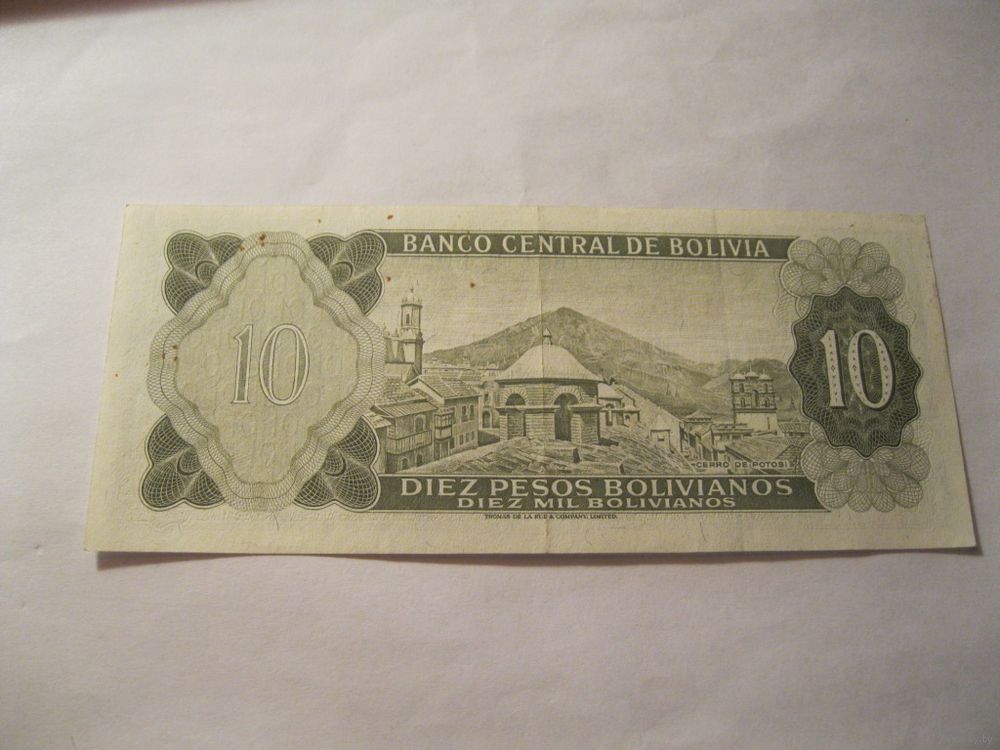 BANCO CENTRAL DE BOLIVIA
10
10
CERRO DE POTOSI
DIEZ PESOS BOLIVIANOS
DIEZ MIL BOLIVIANOS
THOMAS DE LA RUE & COMPANY, LIMITED.